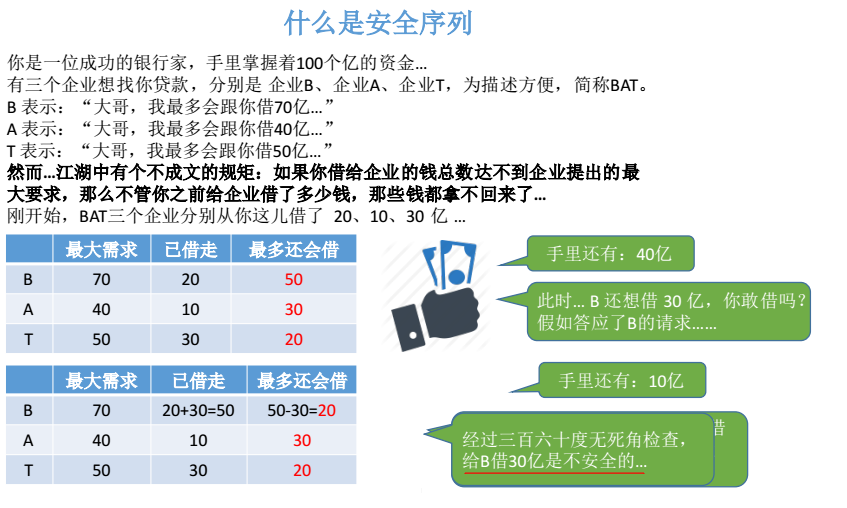 什么是安全序列
你是一位成功的银行家，手里掌握着100个亿的资金...
有三个企业想找你贷款，分别是 企业B、企业A、企业T，为描述方便，简称BAT。
B 表示：“大哥，我最多会跟你借70亿...”
A 表示：“大哥，我最多会跟你借40亿...”
T 表示：“大哥，我最多会跟你借50亿...”
然而...江湖中有个不成文的规矩：如果你借给企业的钱总数达不到企业提出的最
大要求，那么不管你之前给企业借了多少钱，那些钱都拿不回来了...
刚开始，BAT三个企业分别从你这儿借了 20、10、30 亿 ...
最大需求 已借走 最多还会借
B 70 20 50
A 40 10 30
T 50 30 20
手里还有：40亿
此时... B 还想借 30 亿，你敢借吗？
假如答应了B的请求......
最大需求 已借走 最多还会借
B 70 20+30=50 50-30=20
A 40 10 30
T 50 30 20
手里还有：10亿
借
经过三百六十度无死角检查，
给B借30亿是不安全的...